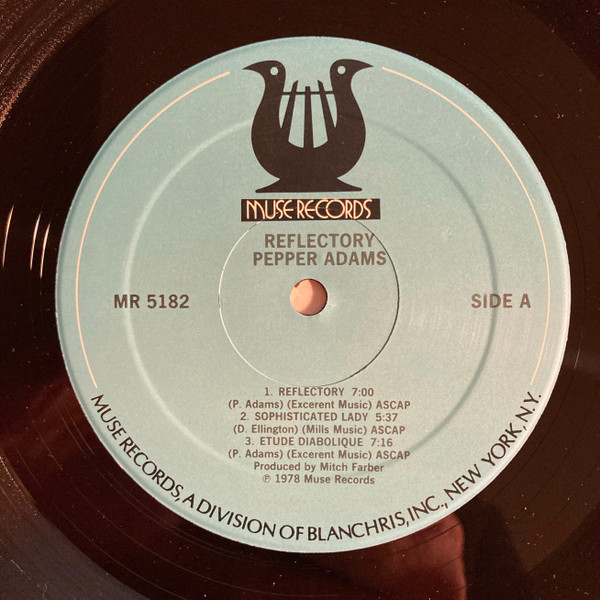 MUSE RECORDS
REFLECTORY
PEPPER ADAMS
MR 5182
SIDE A
1. REFLECTORY 7:00
(P. Adams) (Excerent Music) ASCAP
2. SOPHISTICATED LADY 5:37
(D. Ellington) (Mills Music) ASCAP
3. ETUDE DIABOLIQUE 7:16
(P. Adams) (Excerent Music) ASCAP
Produced by Mitch Farber
℗ 1978 Muse Records
MUSE RECORDS, A DIVISION OF BLANCHRIS, INC., NEW YORK, N.Y.